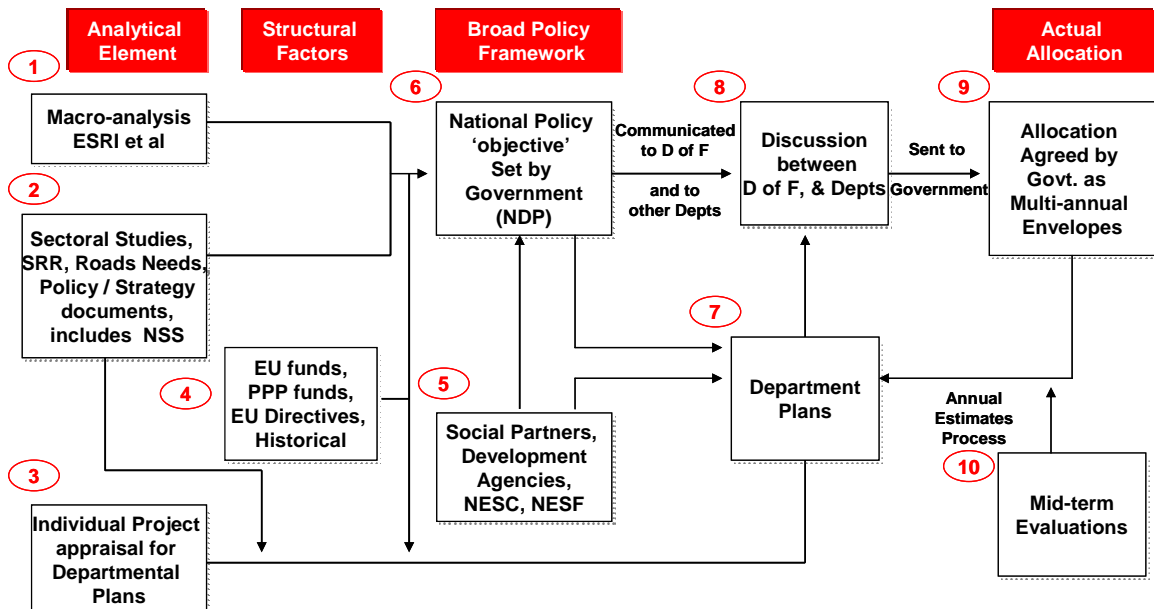 Analytical
Element
Structural
Factors
Broad Policy
Framework
Actual
Allocation
1
Macro-analysis
ESRI et al
2
Sectoral Studies,
SRR, Roads Needs,
Policy / Strategy
documents,
includes NSS
3
Individual Project
appraisal for
Departmental
Plans
4
EU funds,
PPP funds,
EU Directives,
Historical
5
Social Partners,
Development
Agencies,
NESC, NESF
6
National Policy
‘objective’
Set by
Government
(NDP)
Communicated
to D of F
and to
other Depts
7
Department
Plans
8
Discussion
between
D of F, & Depts
Sent to
Government
9
Allocation
Agreed by
Govt. as
Multi-annual
Envelopes
Annual
Estimates
Process
10
Mid-term
Evaluations